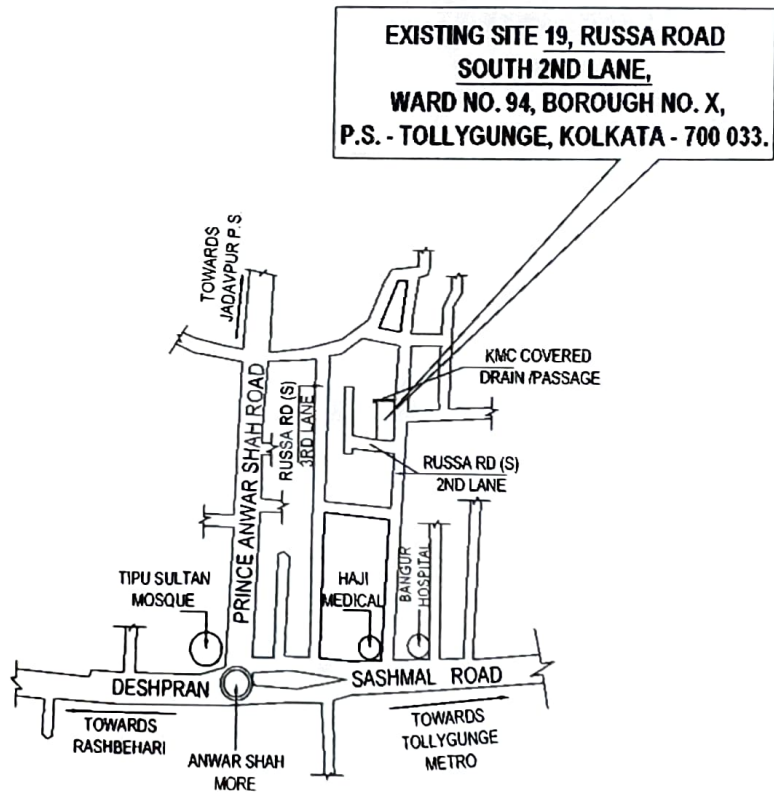 EXISTING SITE 19, RUSSA ROAD
SOUTH 2ND LANE,
WARD NO. 94, BOROUGH NO. X,
P.S. - TOLLYGUNGE, KOLKATA - 700 033.
TOWARDS
JADAVPUR P.S.
KMC COVERED
DRAIN /PASSAGE
PRINCE ANWAR SHAH ROAD
RUSSA RD (S)
3RD LANE
RUSSA RD (S)
2ND LANE
TIPU SULTAN
MOSQUE
HAJI
MEDICAL
BANGUR
HOSPITAL
DESHPRAN
SASHMAL ROAD
TOWARDS
RASHBEHARI
ANWAR SHAH
MORE
TOWARDS
TOLLYGUNGE
METRO